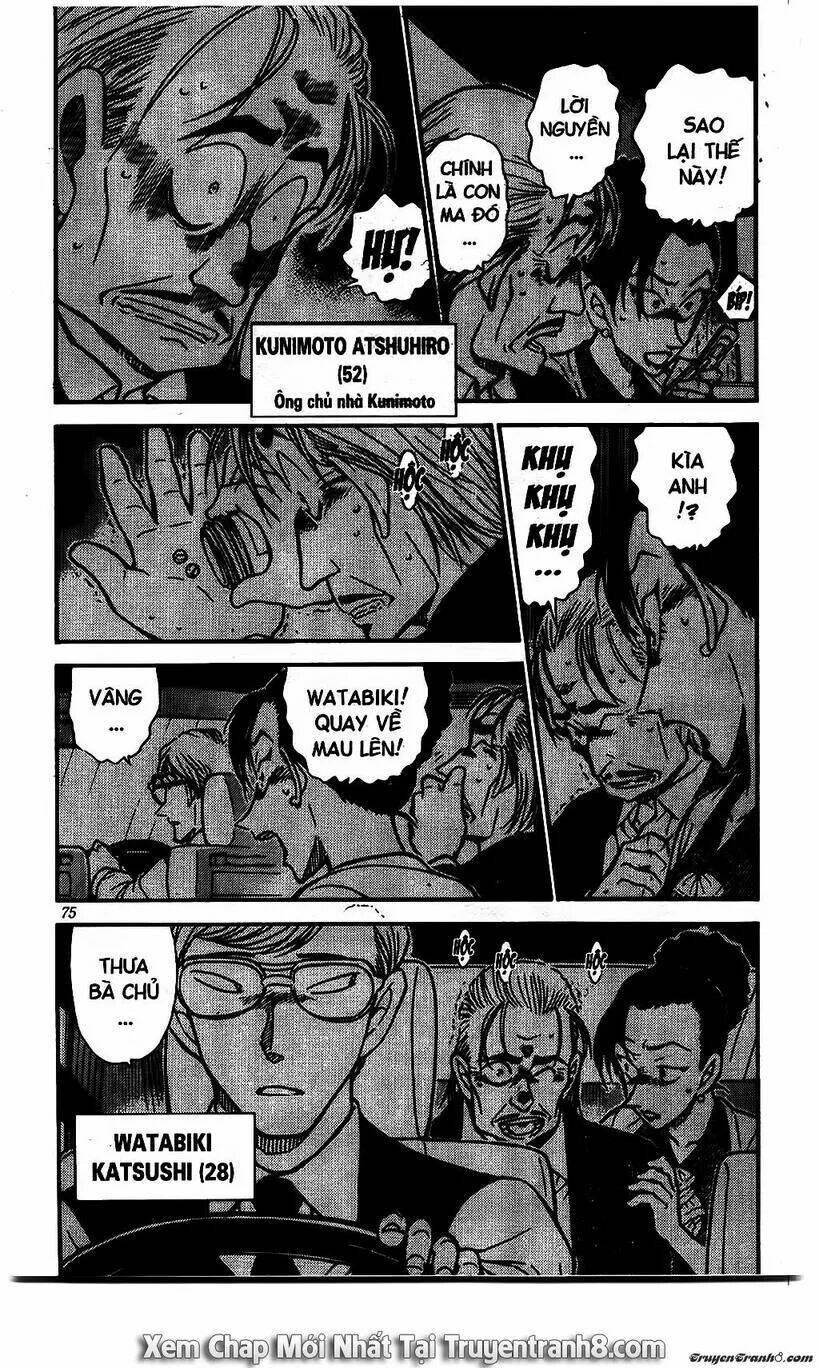 SAO
LẠI THẾ
NÀY!
BÍP!
LỜI
NGUYỀN
...
CHÍNH
LÀ CON
MA ĐÓ
...
HỰ!
KUNIMOTO ATSHUHIRO
(52)
Ông chủ nhà Kunimoto
KÌA
ANH
!?
KHỤ
KHỤ
KHỤ
...
HỘC
HỘC
WATABIKI!
QUAY VỀ
MAU LÊN!
VÂNG
...
75
HỘC
HỘC
HỘC
THƯA
BÀ CHỦ
...
WATABIKI
KATSUSHI (28)
Xem Chap Mới Nhất Tại Truyentranh8.com
TruyenTranh8.com